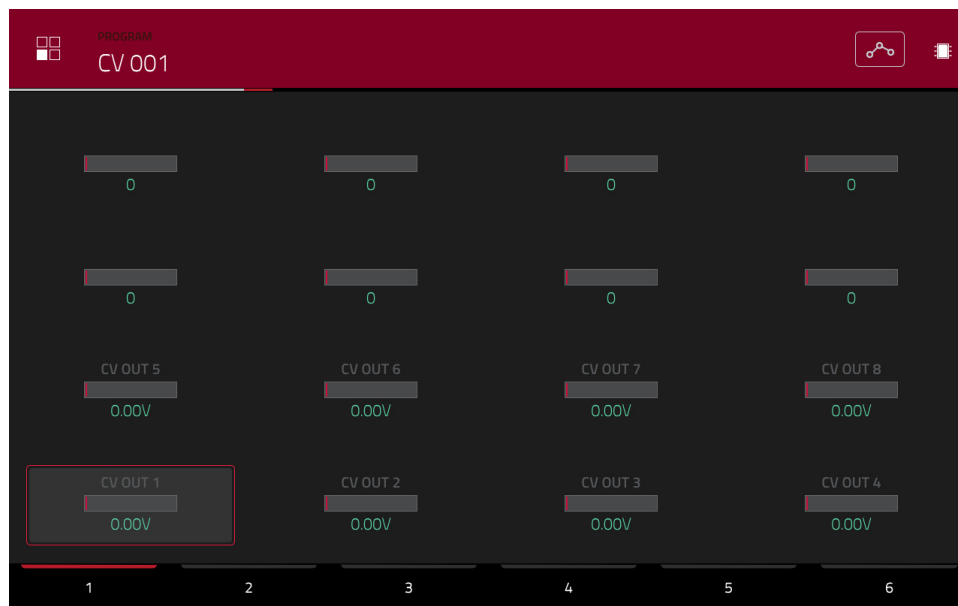 PROGRAM
CV 001
0 0 0 0
0 0 0 0
CV OUT 5 CV OUT 6 CV OUT 7 CV OUT 8
0.00V 0.00V 0.00V 0.00V
CV OUT 1 CV OUT 2 CV OUT 3 CV OUT 4
0.00V 0.00V 0.00V 0.00V
1 2 3 4 5 6